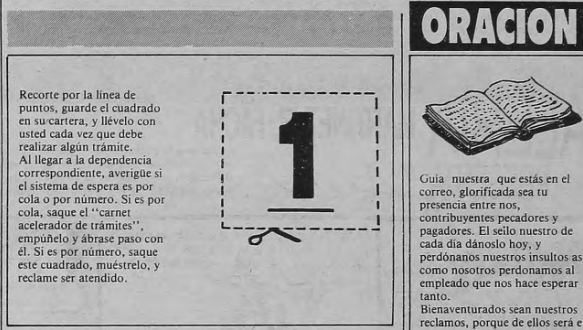 Recorte por la línea de
puntos, guarde el cuadrado
en su cartera, y llévelo con
usted cada vez que debe
realizar algún trámite.
Al llegar a la dependencia
correspondiente, averigüe si
el sistema de espera es por
cola o por número. Si es por
cola, saque el "carnet
acelerador de trámites",
empúñelo y ábrase paso con
él. Si es por número, saque
este cuadrado, muéstrelo, y
reclame ser atendido.
1
ORACION
Guía nuestra que estás en el
correo, glorificada sea tu
presencia entre nos,
contribuyentes pecadores y
pagadores. El sello nuestro de
cada día dánoslo hoy, y
perdónanos nuestros insultos as
como nosotros perdonamos al
empleado que nos hace esperar
tanto.
Bienaventurados sean nuestros
reclamos, porque de ellos será e